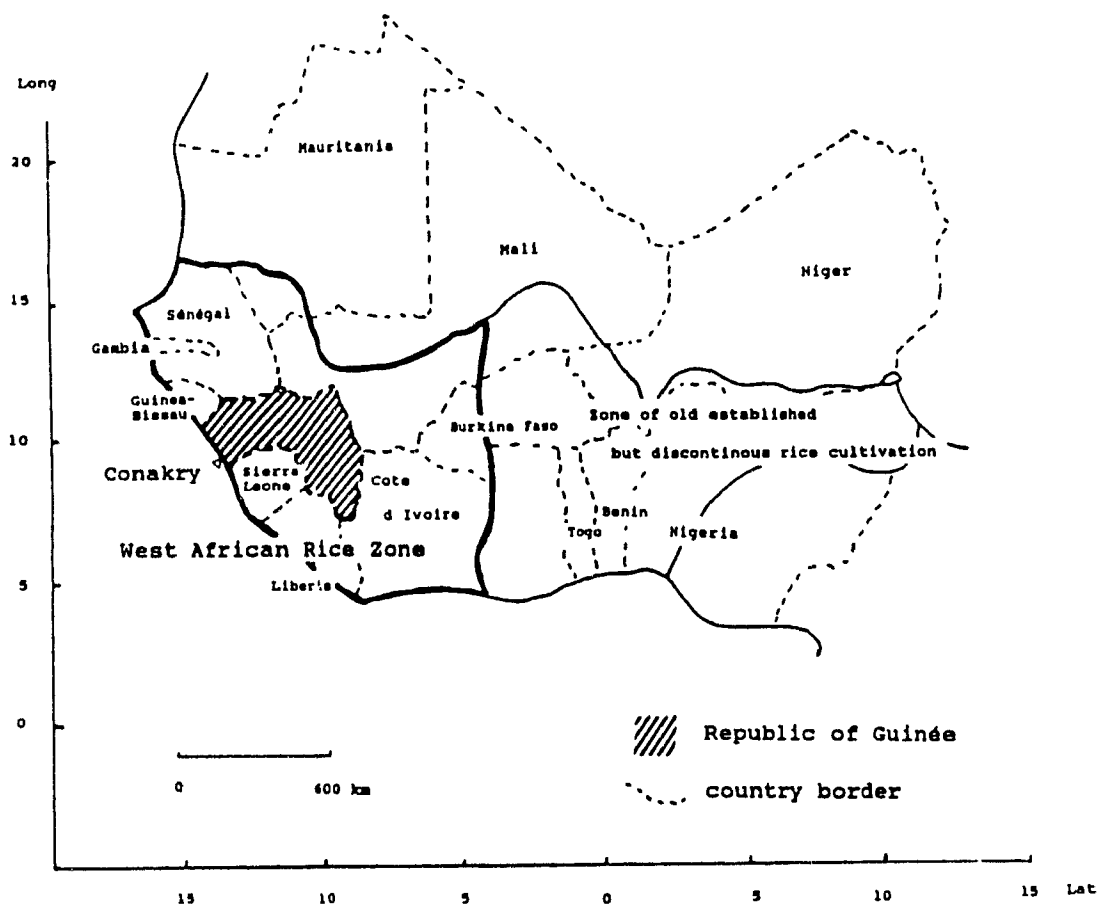 Long
20
15
10
5
0
Mauritania
Mali
Niger
Sénégal
Gambia
Guinea-
Bissau
Conakry
Sierra
Leone
Cote
d Ivoire
Burkina Faso
Zone of old established
but discontinous rice cultivation
Togo
Benin
Nigeria
West African Rice Zone
Liberia
0
600 km
Republic of Guinée
country border
15
10
5
0
5
10
15
Lat